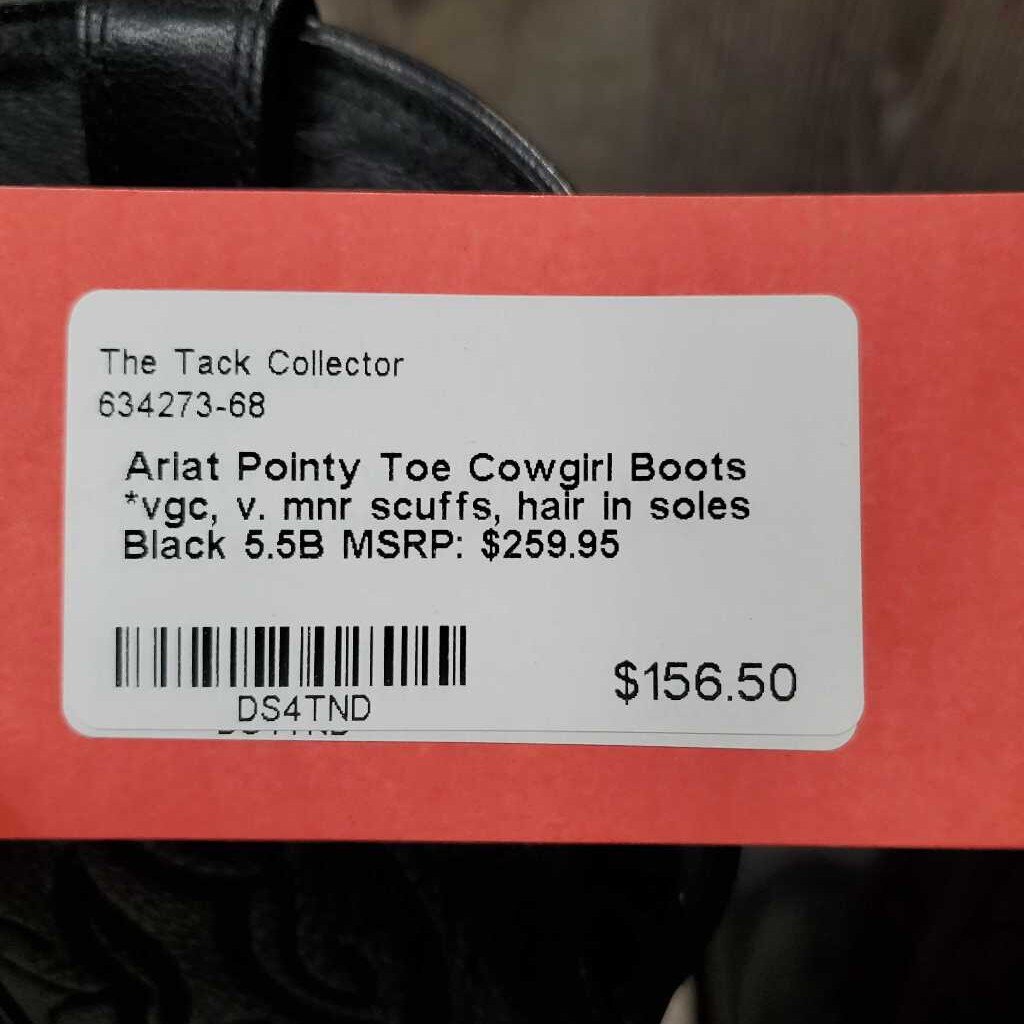 The Tack Collector
634273-68
Ariat Pointy Toe Cowgirl Boots
*vgc, v. mnr scuffs, hair in soles
Black 5.5B MSRP: $259.95
DS4TND
$156.50